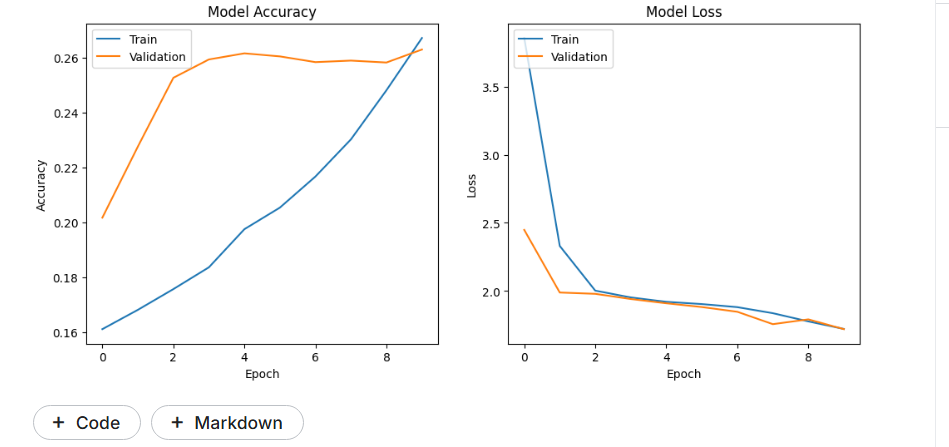 Model Accuracy
Train
Validation
0.26
0.24
0.22
0.20
0.18
0.16
Accuracy
0 2 4 6 8
Epoch
Model Loss
Train
Validation
3.5
3.0
2.5
2.0
Loss
0 2 4 6 8
Epoch
+ Code
+ Markdown